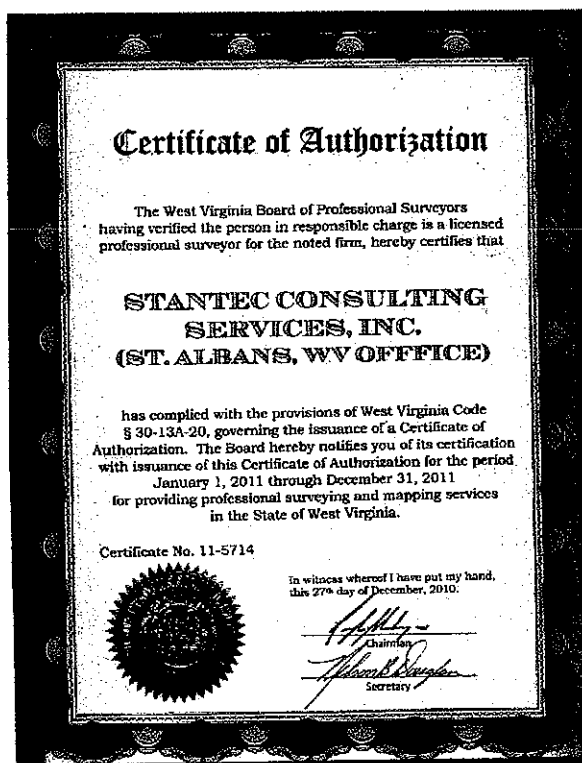 Certificate of Authorization
The West Virginia Board of Professional Surveyors
having verified the person in responsible charge is a licensed
professional surveyor for the noted firm, hereby certifies that
STANTEC CONSULTING
SERVICES, INC.
(ST. ALBANS, WV OFFFICE)
has complied with the provisions of West Virginia Code
§ 30-13A-20, governing the issuance of a Certificate of
Authorization. The Board hereby notifies you of its certification
with issuance of this Certificate of Authorization for the period
January 1, 2011 through December 31, 2011
for providing professional surveying and mapping services
in the State of West Virginia.
Certificate No. 11-5714
In witness whereof I have put my hand,
this 27th day of December, 2010.
Chairman
Secretary